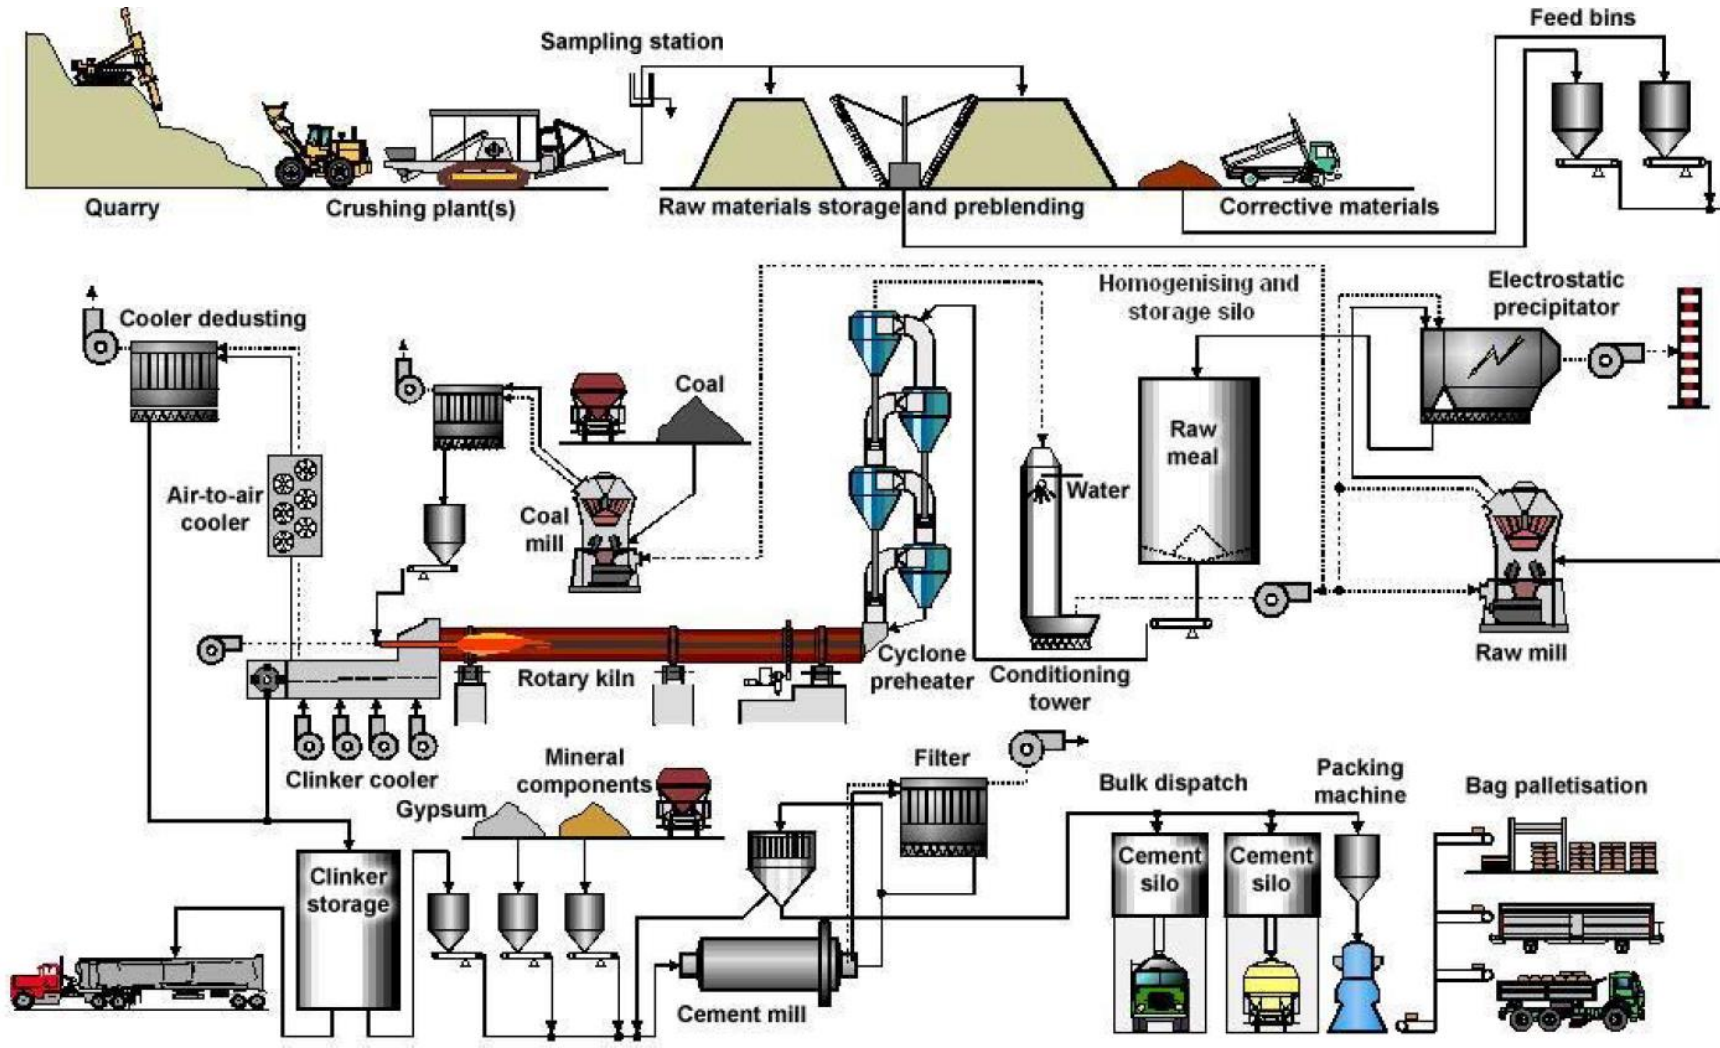 Feed bins
Sampling station
Quarry
Crushing plant(s)
Raw materials storage and preblending
Corrective materials
Electrostatic
precipitator
Homogenising and
storage silo
Cooler dedusting
Coal
Raw
meal
Water
Air-to-air
cooler
Coal
mill
Raw mill
Cyclone
preheater
Rotary kiln
Conditioning
tower
Clinker cooler
Mineral
components
Gypsum
Filter
Bulk dispatch
Packing
machine
Bag palletisation
Clinker
storage
Cement
silo
Cement
silo
Cement mill